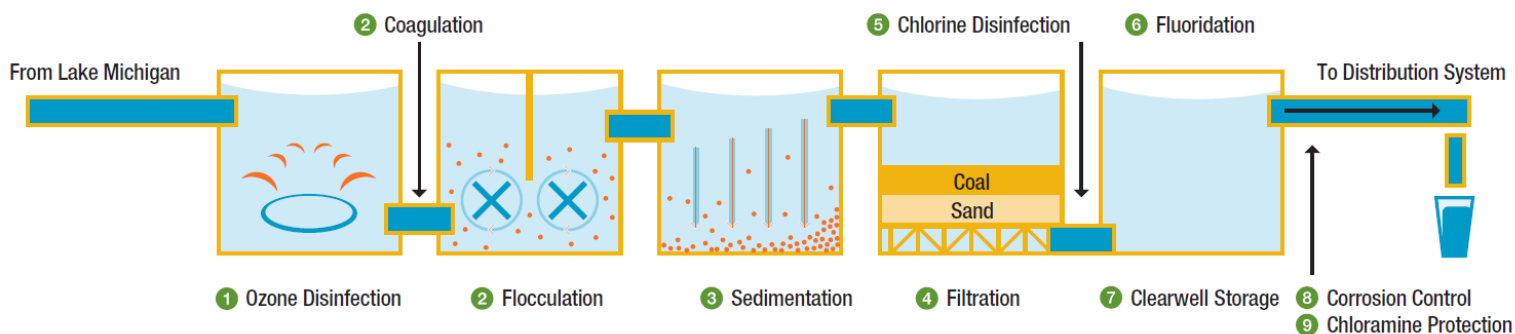 2 Coagulation
5 Chlorine Disinfection
6 Fluoridation
From Lake Michigan
To Distribution System
Coal
Sand
1 Ozone Disinfection
2 Flocculation
3 Sedimentation
4 Filtration
7 Clearwell Storage
8 Corrosion Control
9 Chloramine Protection